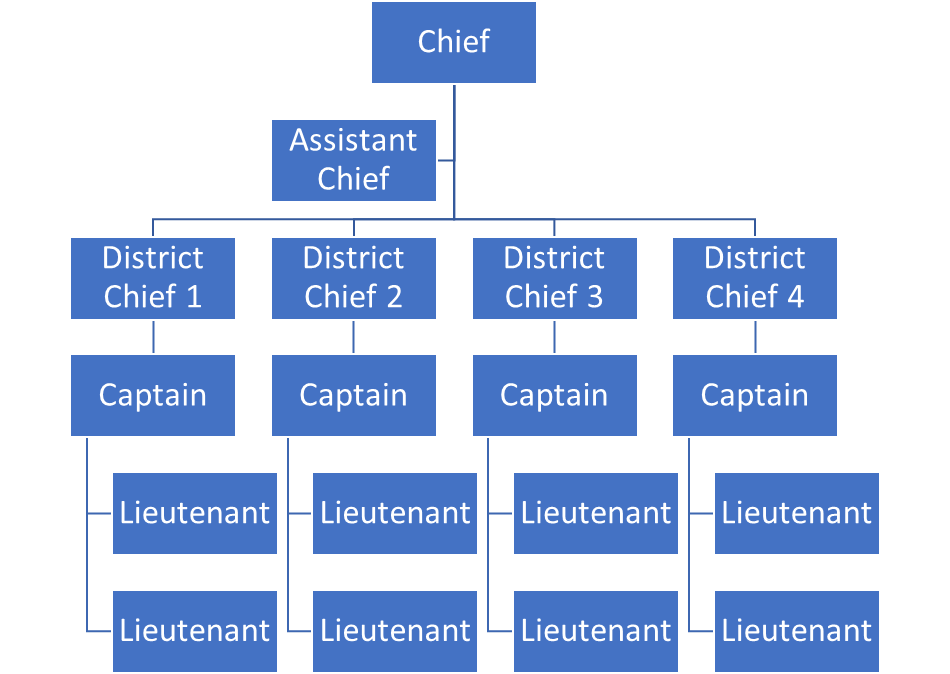 Chief
Assistant
Chief
District
Chief 1
District
Chief 2
District
Chief 3
District
Chief 4
Captain
Captain
Captain
Captain
Lieutenant
Lieutenant
Lieutenant
Lieutenant
Lieutenant
Lieutenant
Lieutenant
Lieutenant